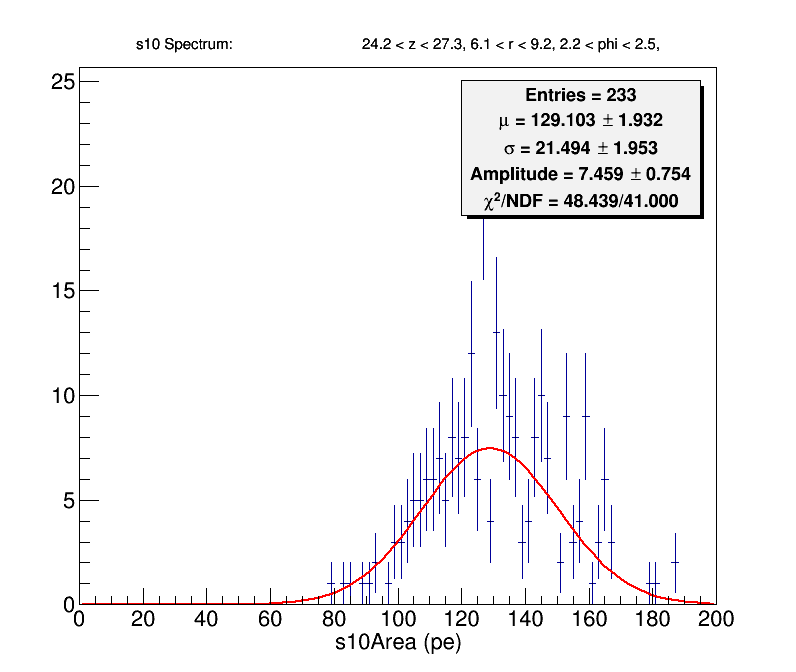 s10 Spectrum: 24.2 < z < 27.3, 6.1 < r < 9.2, 2.2 < phi < 2.5,
Entries = 233
μ = 129.103 ± 1.932
σ = 21.494 ± 1.953
Amplitude = 7.459 ± 0.754
χ²/NDF = 48.439/41.000
25
20
15
10
5
0
0 20 40 60 80 100 120 140 160 180 200
s10Area (pe)